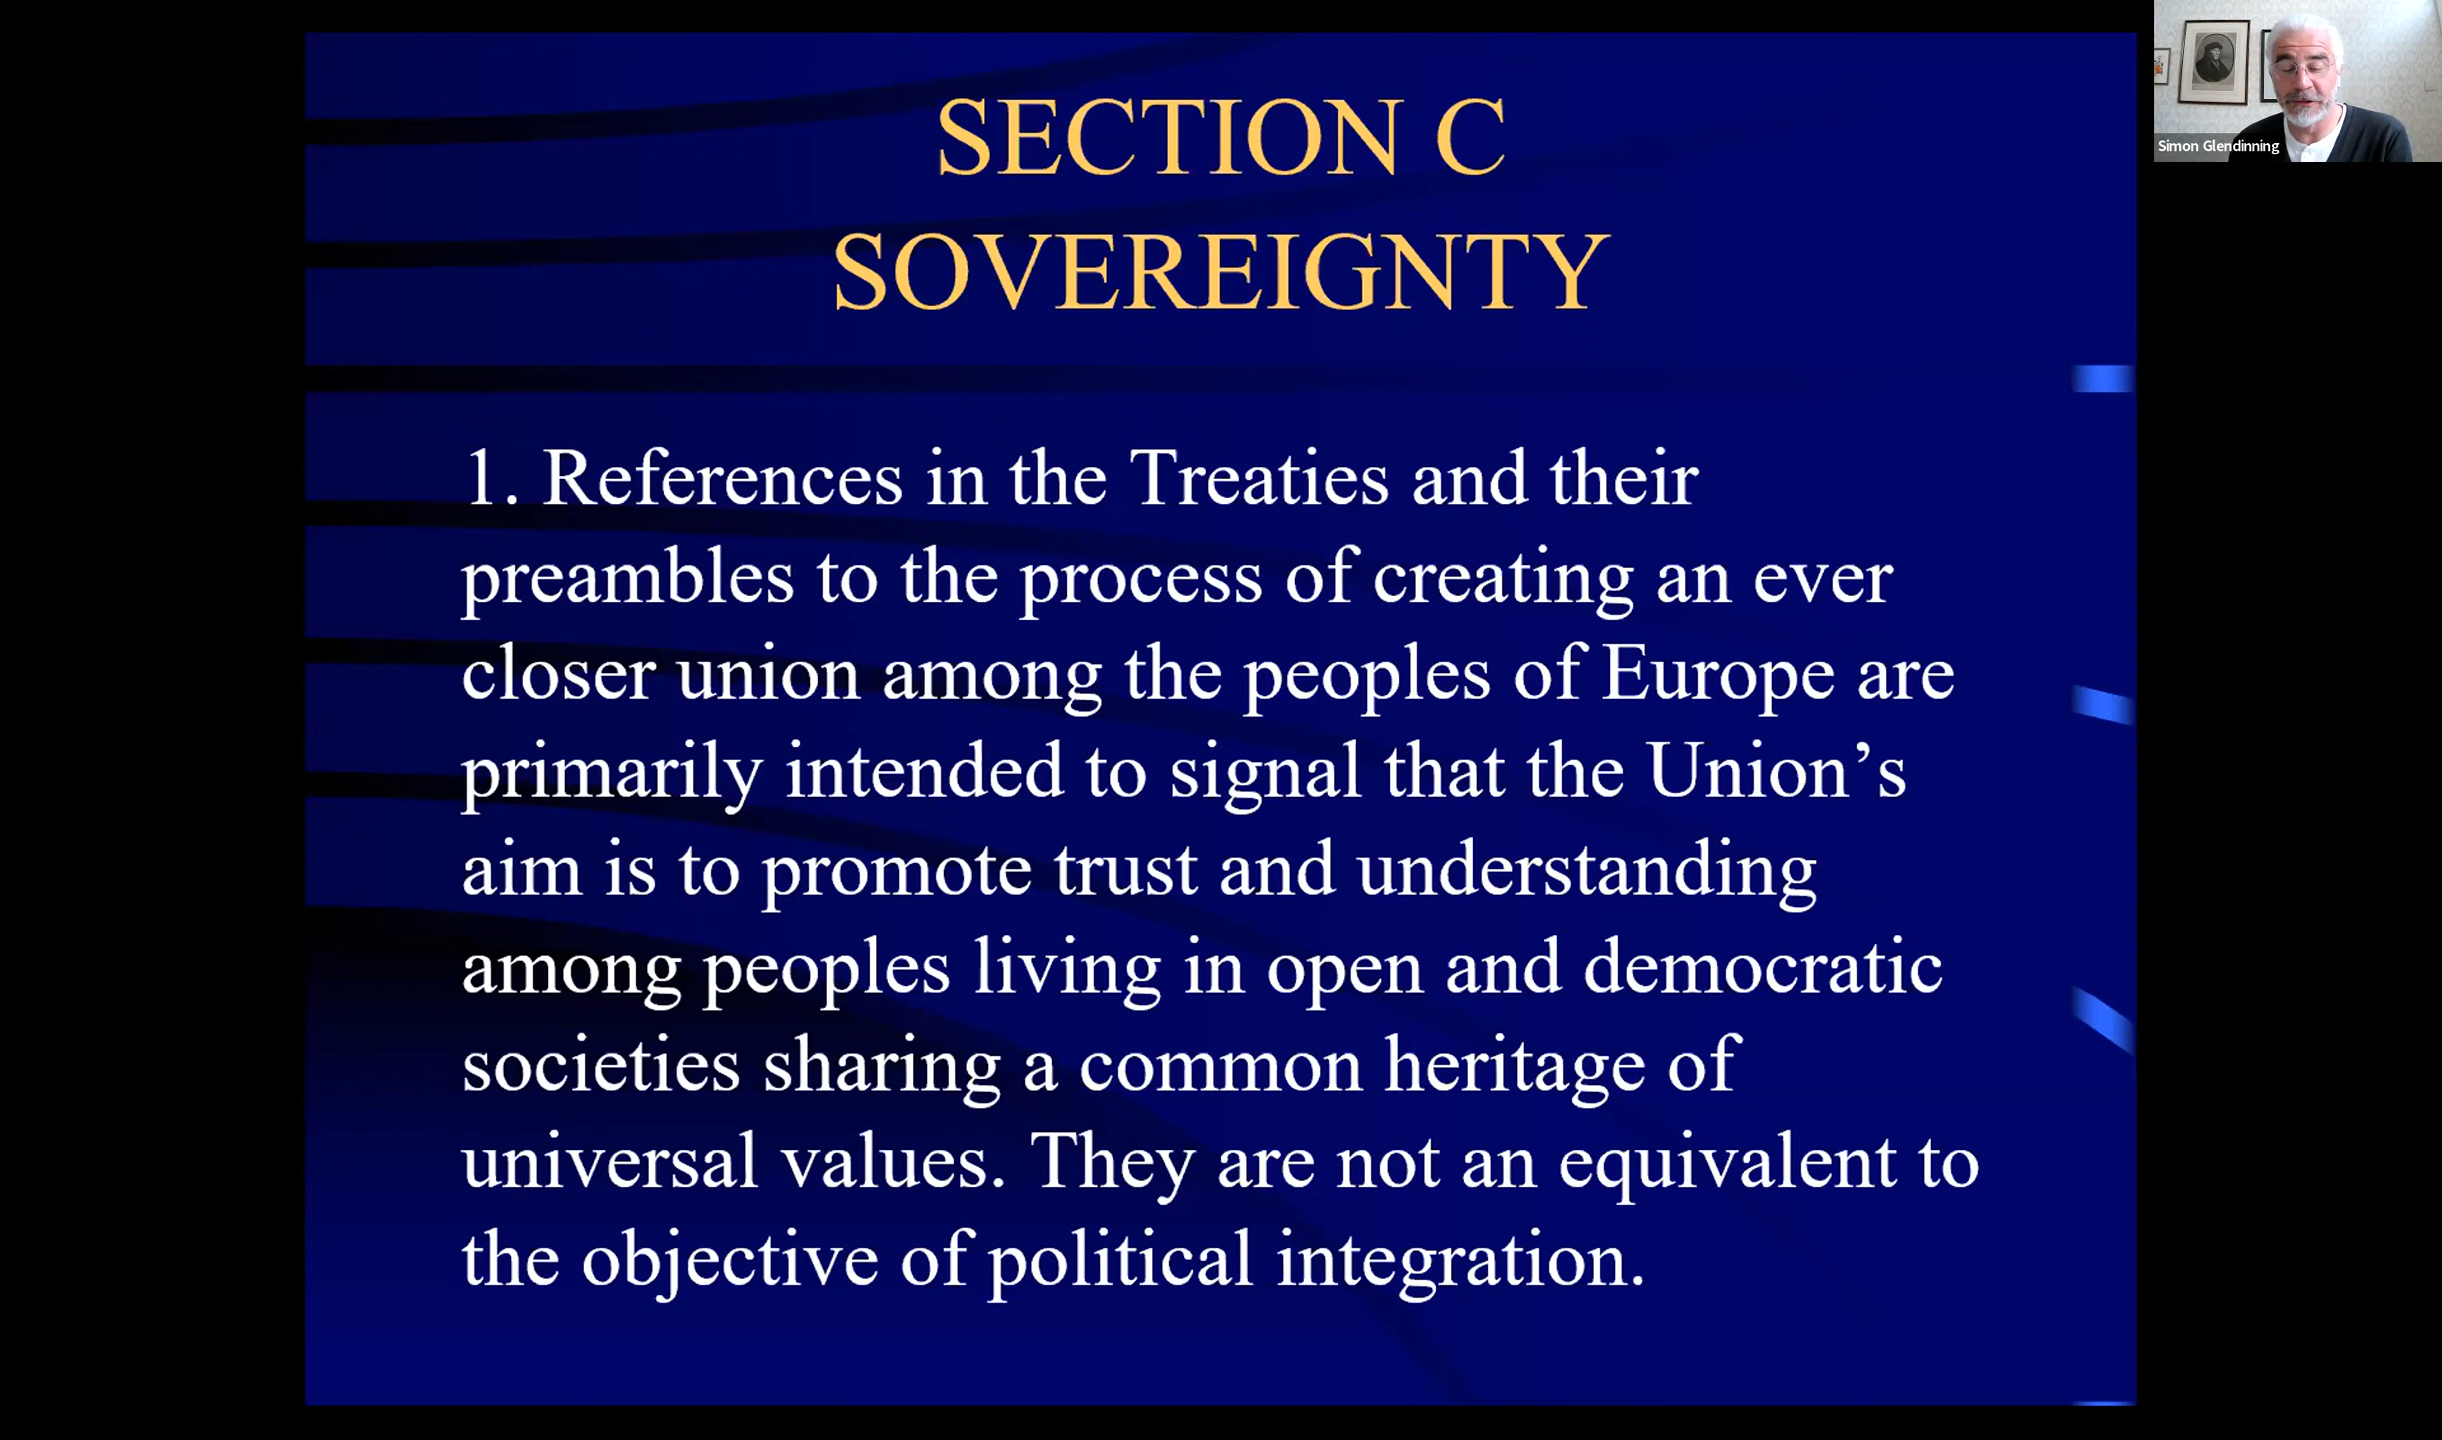 SECTION C
SOVEREIGNTY
1. References in the Treaties and their
preambles to the process of creating an ever
closer union among the peoples of Europe are
primarily intended to signal that the Union’s
aim is to promote trust and understanding
among peoples living in open and democratic
societies sharing a common heritage of
universal values. They are not an equivalent to
the objective of political integration.
Simon Glendinning